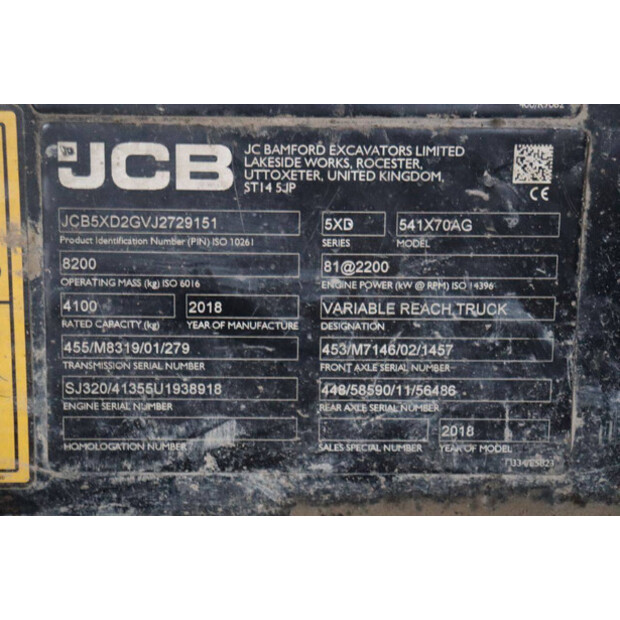 JCB
JC BAMFORD EXCAVATORS LIMITED
LAKESIDE WORKS, ROCESTER,
UTTOXETER, UNITED KINGDOM,
ST14 5JP
CE
JCB5XD2GVJ2729151
Product Identification Number (PIN) ISO 10261
5XD
SERIES
541X70AG
MODEL
8200
OPERATING MASS (kg) ISO 6016
81@2200
ENGINE POWER (kW @ RPM) ISO 14396
4100
RATED CAPACITY (kg)
2018
YEAR OF MANUFACTURE
VARIABLE REACH TRUCK
DESIGNATION
455/M8319/01/279
TRANSMISSION SERIAL NUMBER
453/M7146/02/1457
FRONT AXLE SERIAL NUMBER
SJ320/41355U1938918
ENGINE SERIAL NUMBER
448/58590/11/56486
REAR AXLE SERIAL NUMBER
HOMOLOGATION NUMBER
SALES SPECIAL NUMBER
2018
YEAR OF MODEL